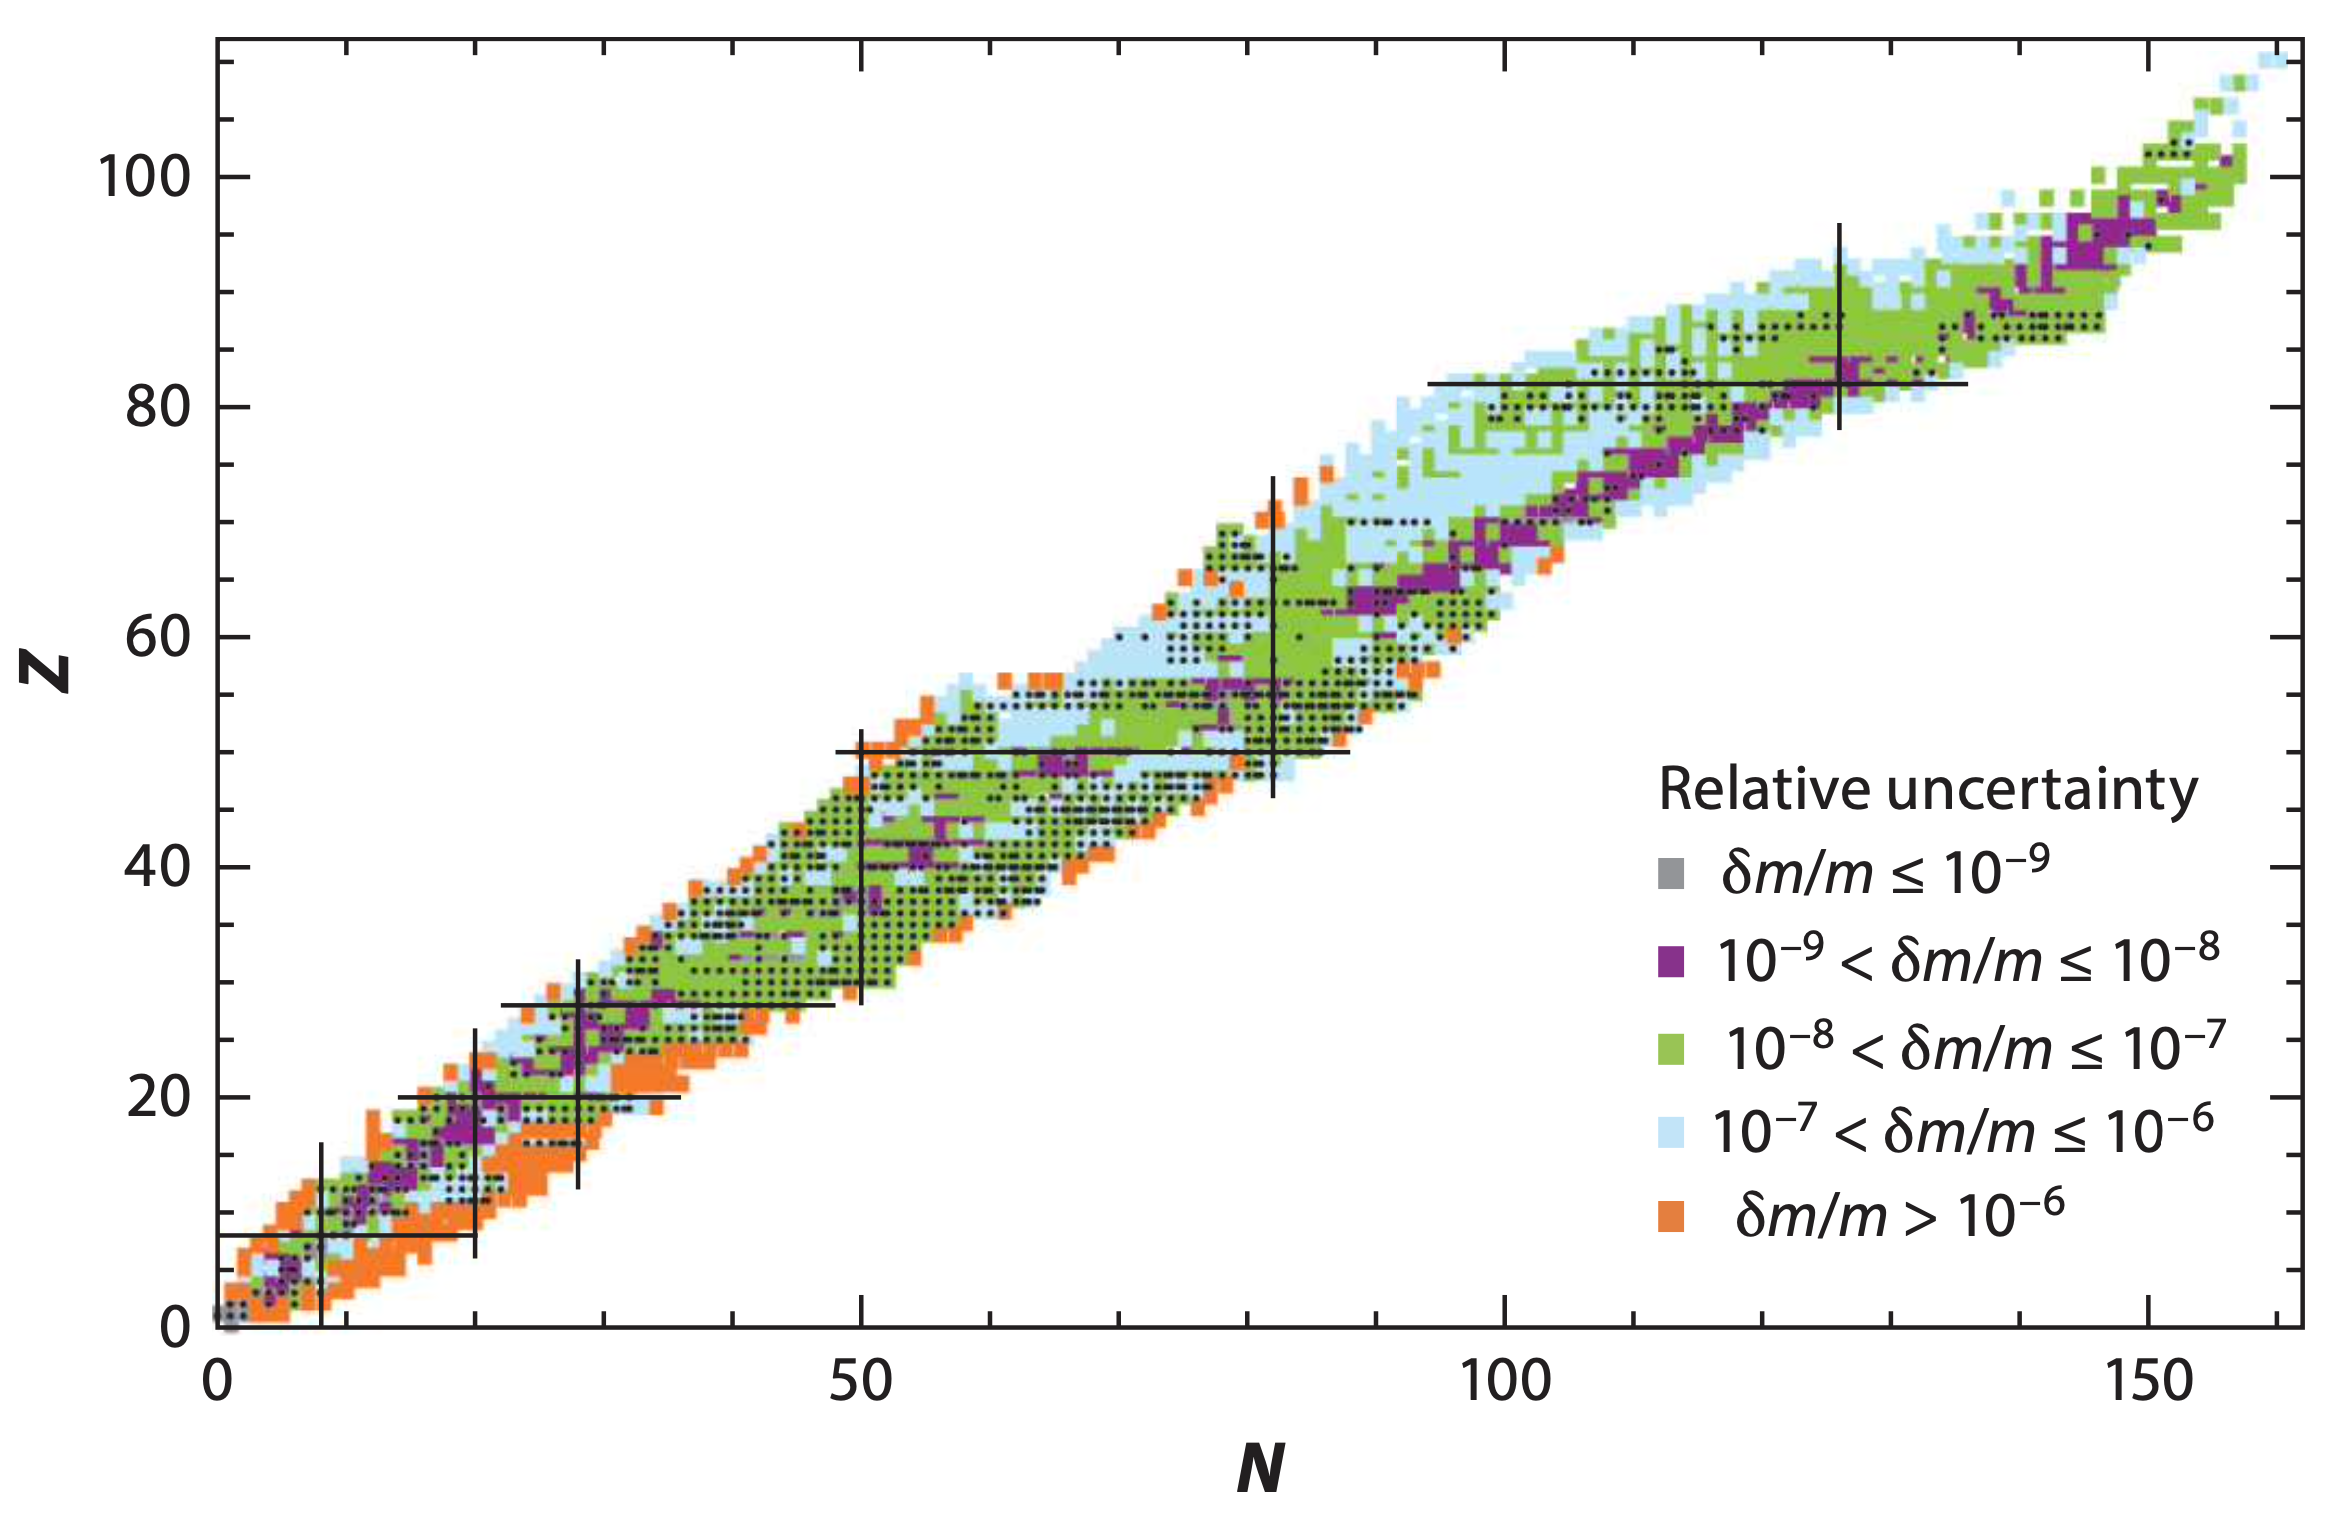 Z
100
80
60
40
20
0
0 50 100 150
N
Relative uncertainty
δm/m ≤ 10⁻⁹
10⁻⁹ < δm/m ≤ 10⁻⁸
10⁻⁸ < δm/m ≤ 10⁻⁷
10⁻⁷ < δm/m ≤ 10⁻⁶
δm/m > 10⁻⁶